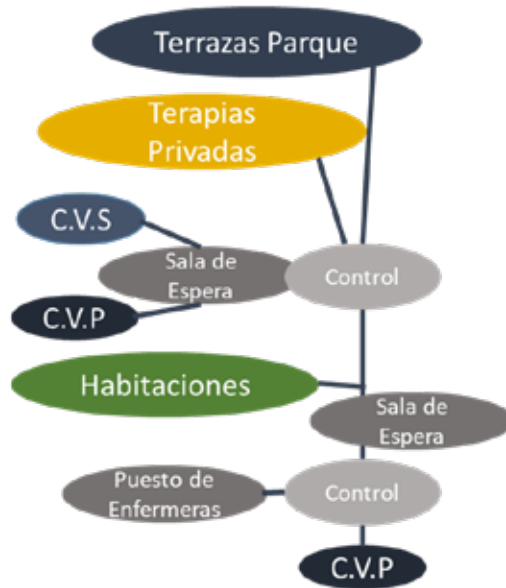 Terrazas Parque
Terapias
Privadas
C.V.S
Sala de
Espera
Control
C.V.P
Habitaciones
Sala de
Espera
Puesto de
Enfermeras
Control
C.V.P